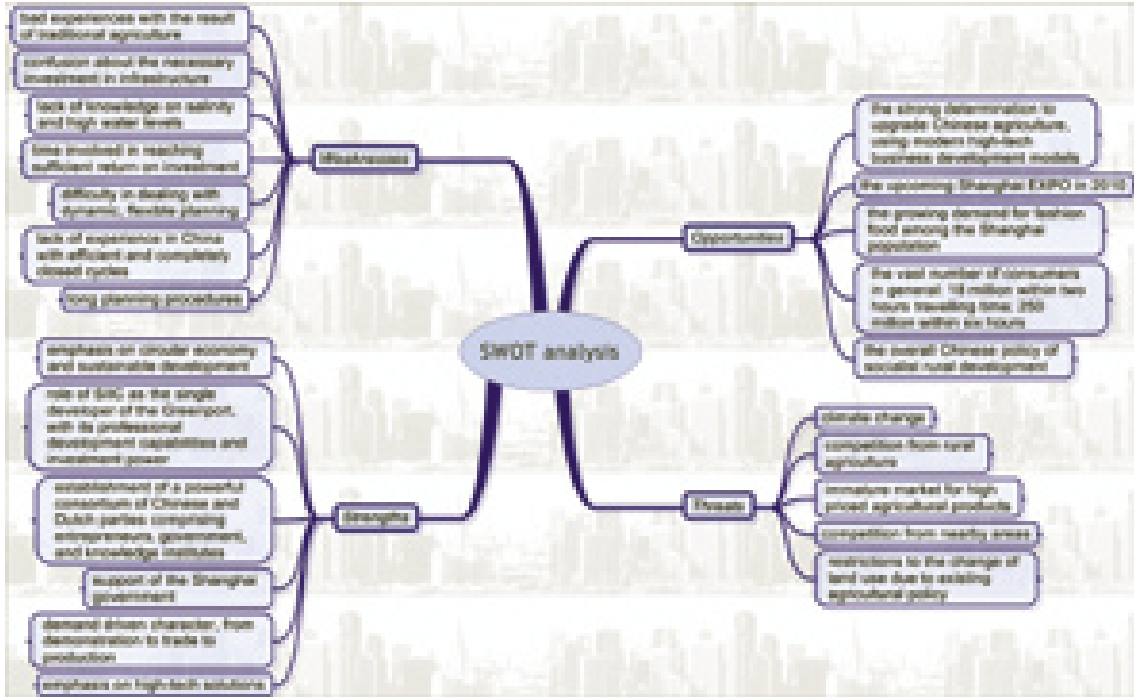 bad experiences with the result
of traditional agriculture
confusion about the necessary
investment in infrastructure
lack of knowledge on salinity
and high water levels
time involved in reaching
sufficient return on investment
difficulty in dealing with
dynamic, flexible planning
lack of experience in China
with efficient and completely
closed cycles
long planning procedures
Weaknesses
emphasis on circular economy
and sustainable development
role of SIIC as the single
developer of the Greenport,
with its professional
development capabilities and
investment power
establishment of a powerful
consortium of Chinese and
Dutch parties comprising
entrepreneurs, government,
and knowledge institutes
support of the Shanghai
government
demand driven character, from
demonstration to trade to
production
emphasis on high-tech solutions
Strengths
SWOT analysis
Opportunities
the strong determination to
upgrade Chinese agriculture,
using modern high-tech
business development models
the upcoming Shanghai EXPO in 2010
the growing demand for fashion
food among the Shanghai
population
the vast number of consumers
in general: 18 million within two
hours travelling time; 250
million within six hours
the overall Chinese policy of
socialist rural development
Threats
climate change
competition from rural
agriculture
immature market for high
priced agricultural products
competition from nearby areas
restrictions to the change of
land use due to existing
agricultural policy